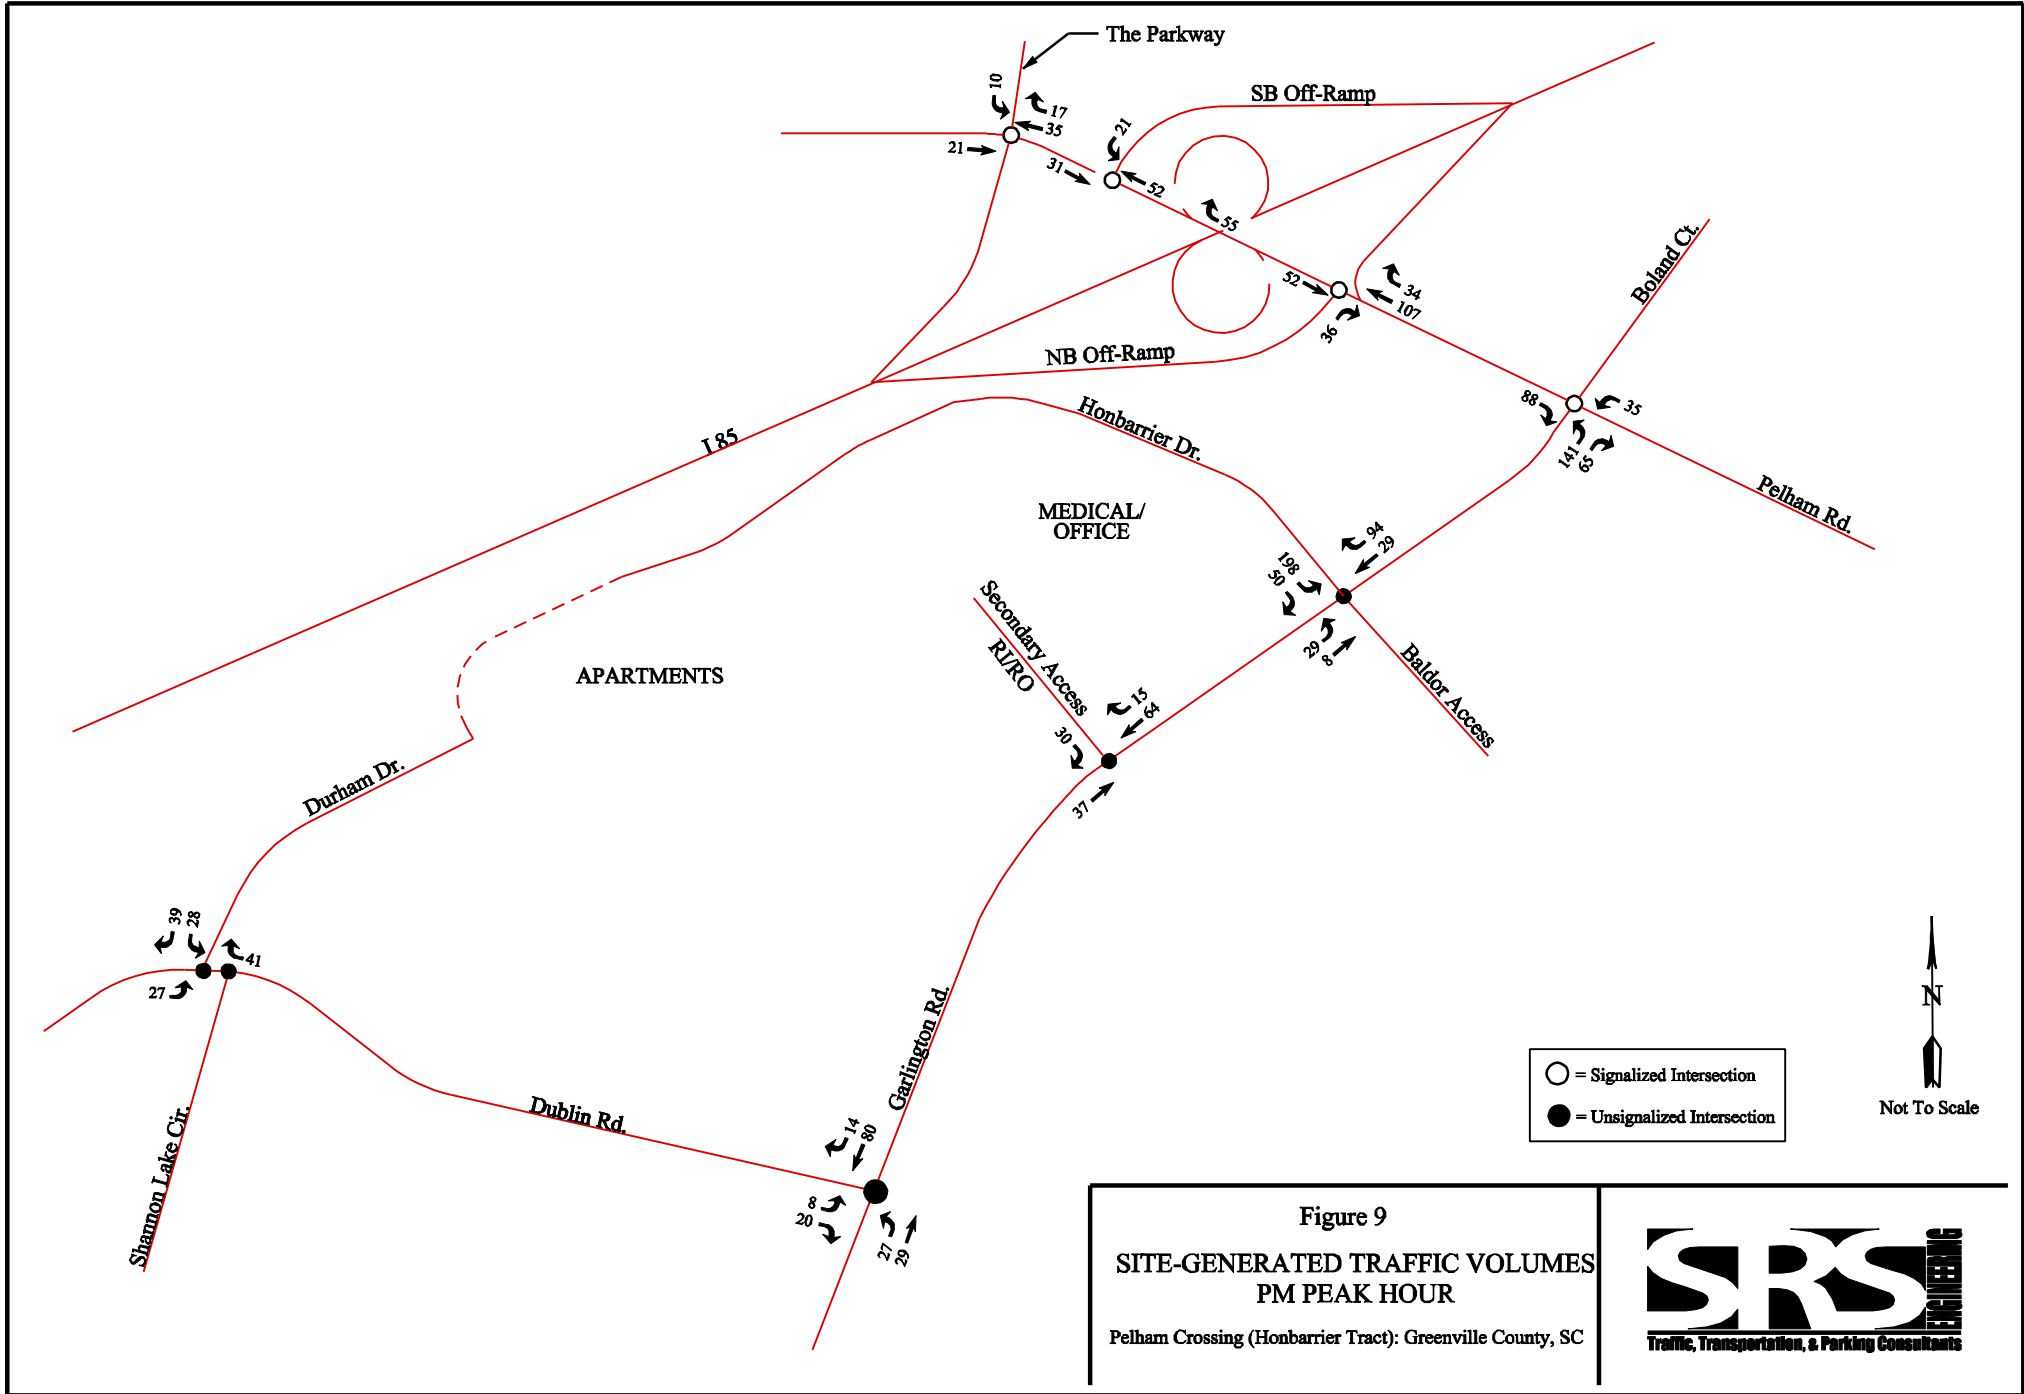 The Parkway
10
17
35
21
31
SB Off-Ramp
21
52
55
52
34
107
36
NB Off-Ramp
Boland Ct.
88
35
141
65
Pelham Rd.
I 85
Honbarrier Dr.
MEDICAL/
OFFICE
94
29
198
50
29
8
Baldor Access
Secondary Access
RI/RO
15
64
30
37
APARTMENTS
Durham Dr.
39
28
41
27
Garlington Rd.
Dublin Rd.
Shannon Lake Cir.
14
80
8
20
27
29
N
Not To Scale
= Signalized Intersection
= Unsignalized Intersection
Figure 9
SITE-GENERATED TRAFFIC VOLUMES
PM PEAK HOUR
Pelham Crossing (Honbarrier Tract): Greenville County, SC
SRS
ENGINEERING
Traffic, Transportation, & Parking Consultants